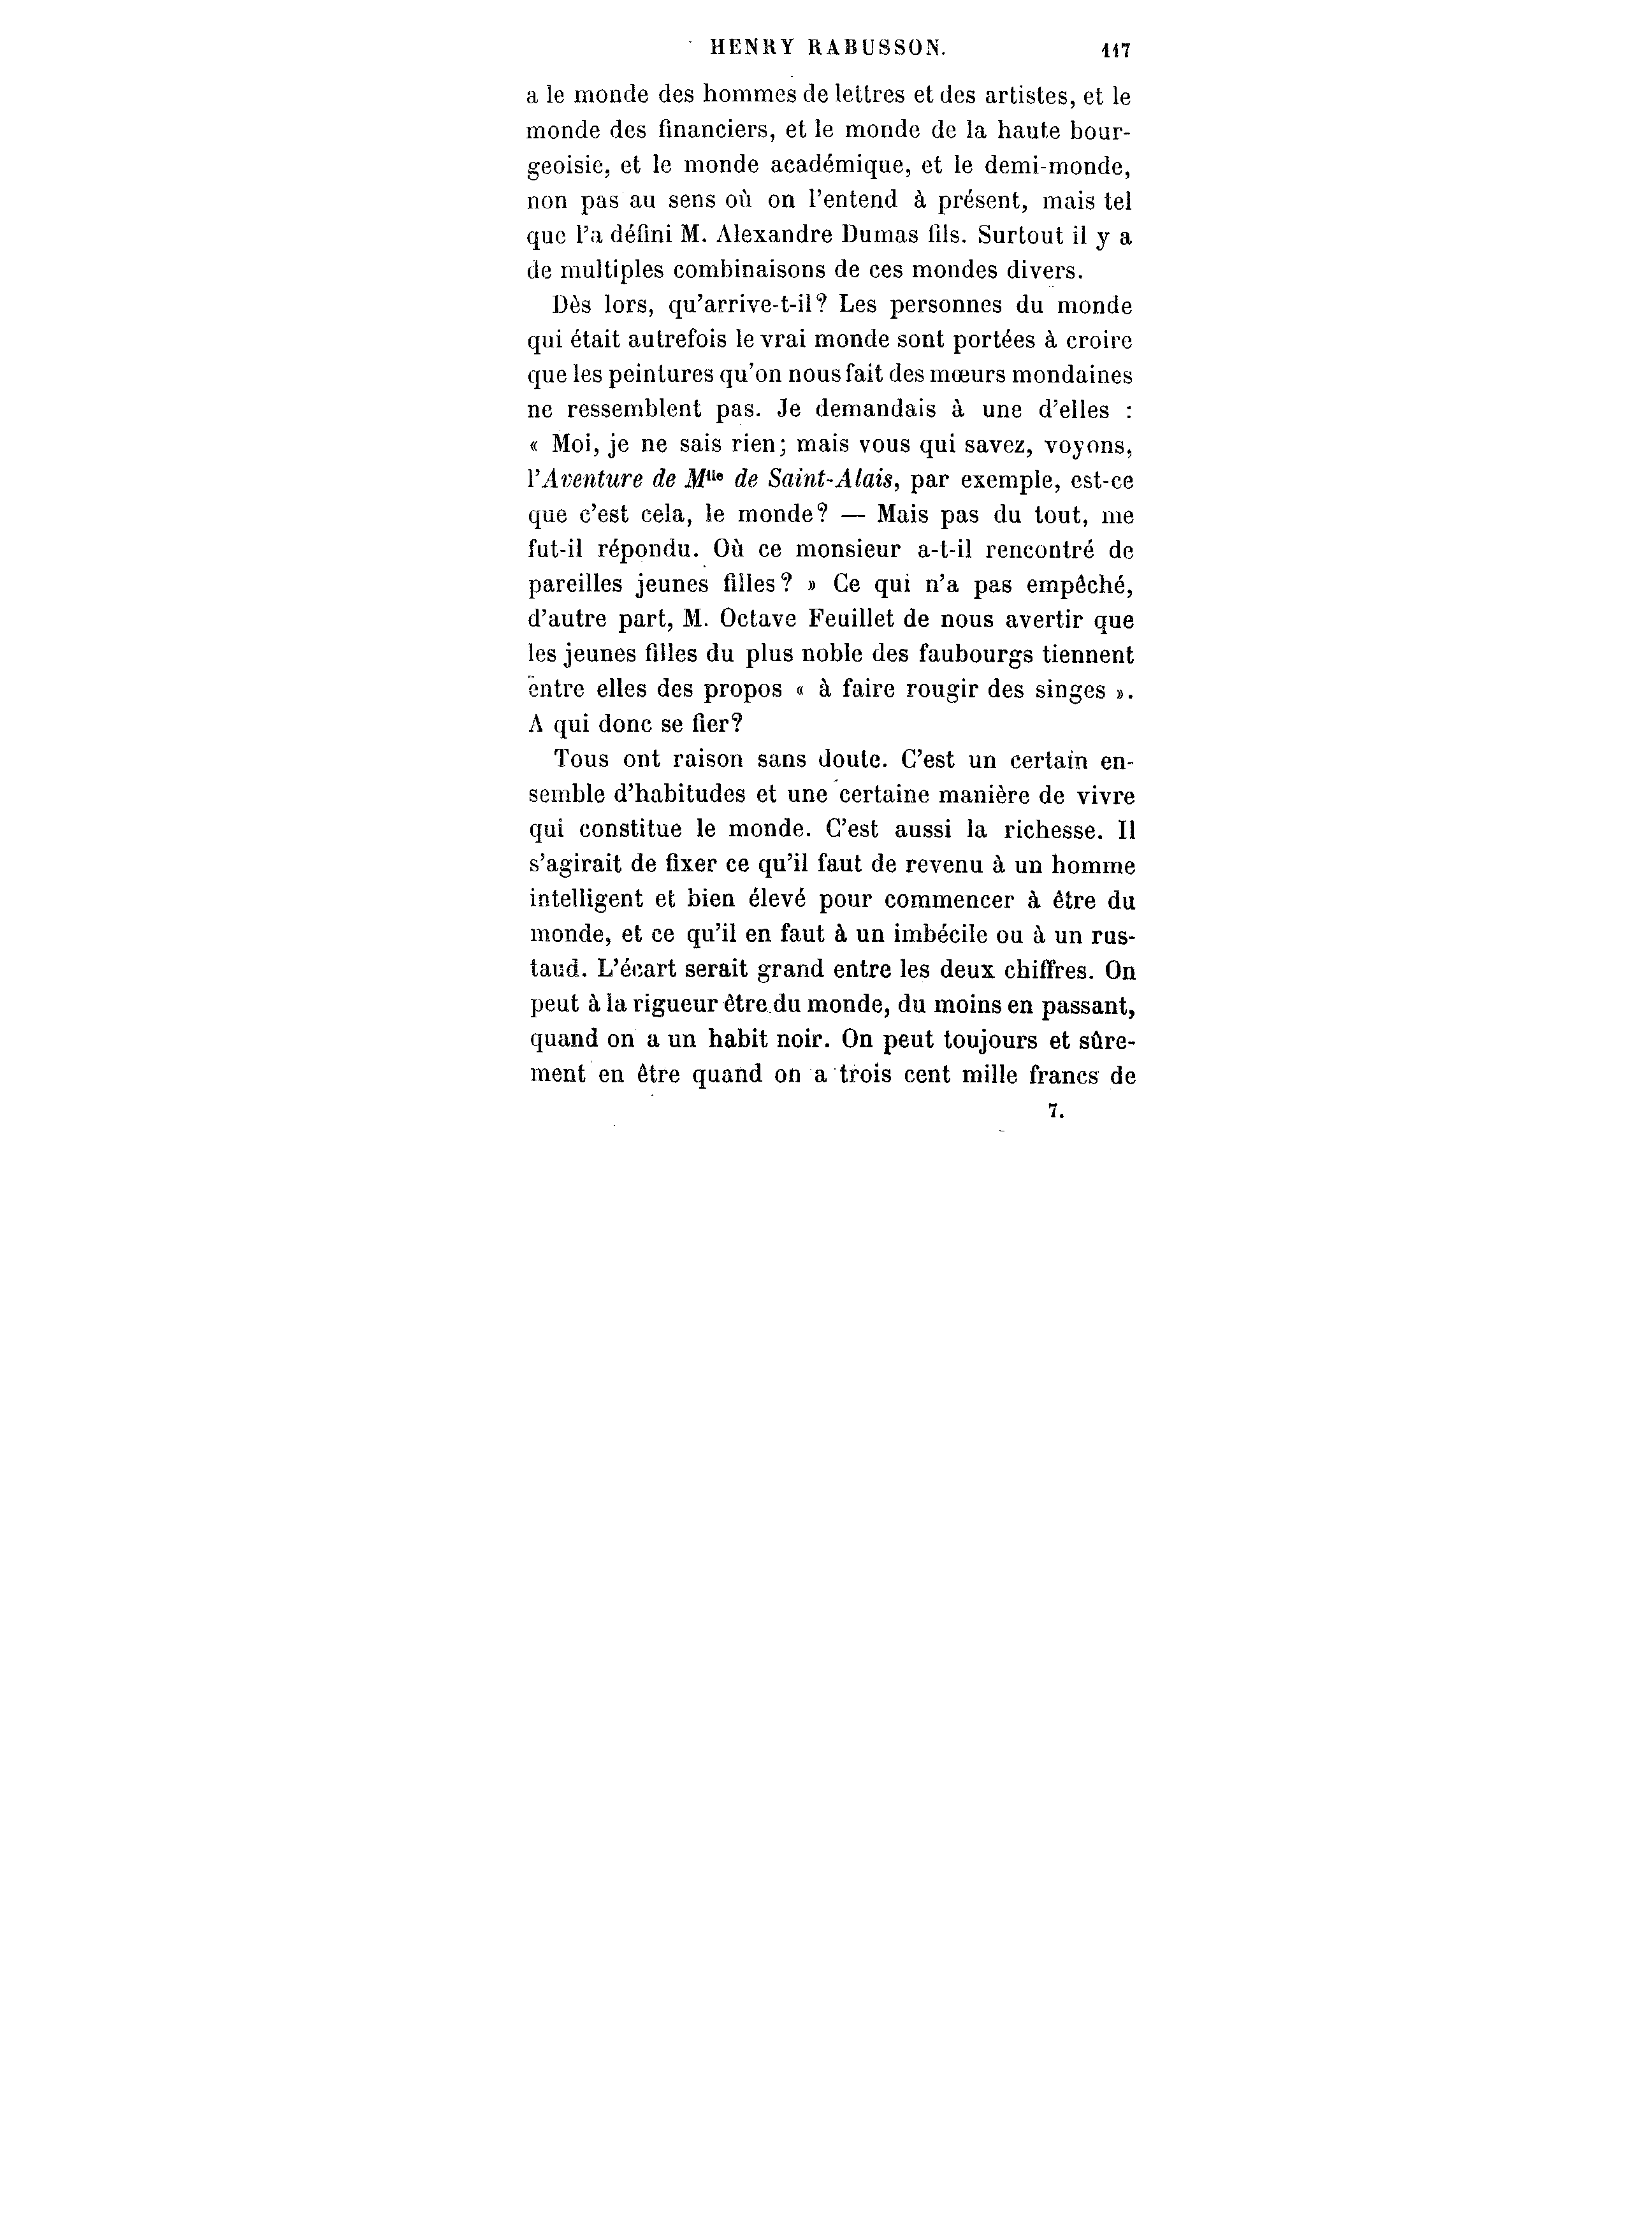 HENRY RABUSSON. 117
a le monde des hommes de lettres et des artistes, et le
monde des financiers, et le monde de la haute bour-
geoisie, et le monde académique, et le demi-monde,
non pas au sens où on l'entend à présent, mais tel
que l'a défini M. Alexandre Dumas fils. Surtout il y a
de multiples combinaisons de ces mondes divers.
Dès lors, qu'arrive-t-il? Les personnes du monde
qui était autrefois le vrai monde sont portées à croire
que les peintures qu'on nous fait des mœurs mondaines
ne ressemblent pas. Je demandais à une d'elles :
« Moi, je ne sais rien; mais vous qui savez, voyons,
l'Aventure de Mlle de Saint-Alais, par exemple, est-ce
que c'est cela, le monde? — Mais pas du tout, me
fut-il répondu. Où ce monsieur a-t-il rencontré de
pareilles jeunes filles? » Ce qui n'a pas empêché,
d'autre part, M. Octave Feuillet de nous avertir que
les jeunes filles du plus noble des faubourgs tiennent
entre elles des propos « à faire rougir des singes ».
A qui donc se fier?
Tous ont raison sans doute. C'est un certain en-
semble d'habitudes et une certaine manière de vivre
qui constitue le monde. C'est aussi la richesse. Il
s'agirait de fixer ce qu'il faut de revenu à un homme
intelligent et bien élevé pour commencer à être du
monde, et ce qu'il en faut à un imbécile ou à un rus-
taud. L'écart serait grand entre les deux chiffres. On
peut à la rigueur être du monde, du moins en passant,
quand on a un habit noir. On peut toujours et sûre-
ment en être quand on a trois cent mille francs de
7.